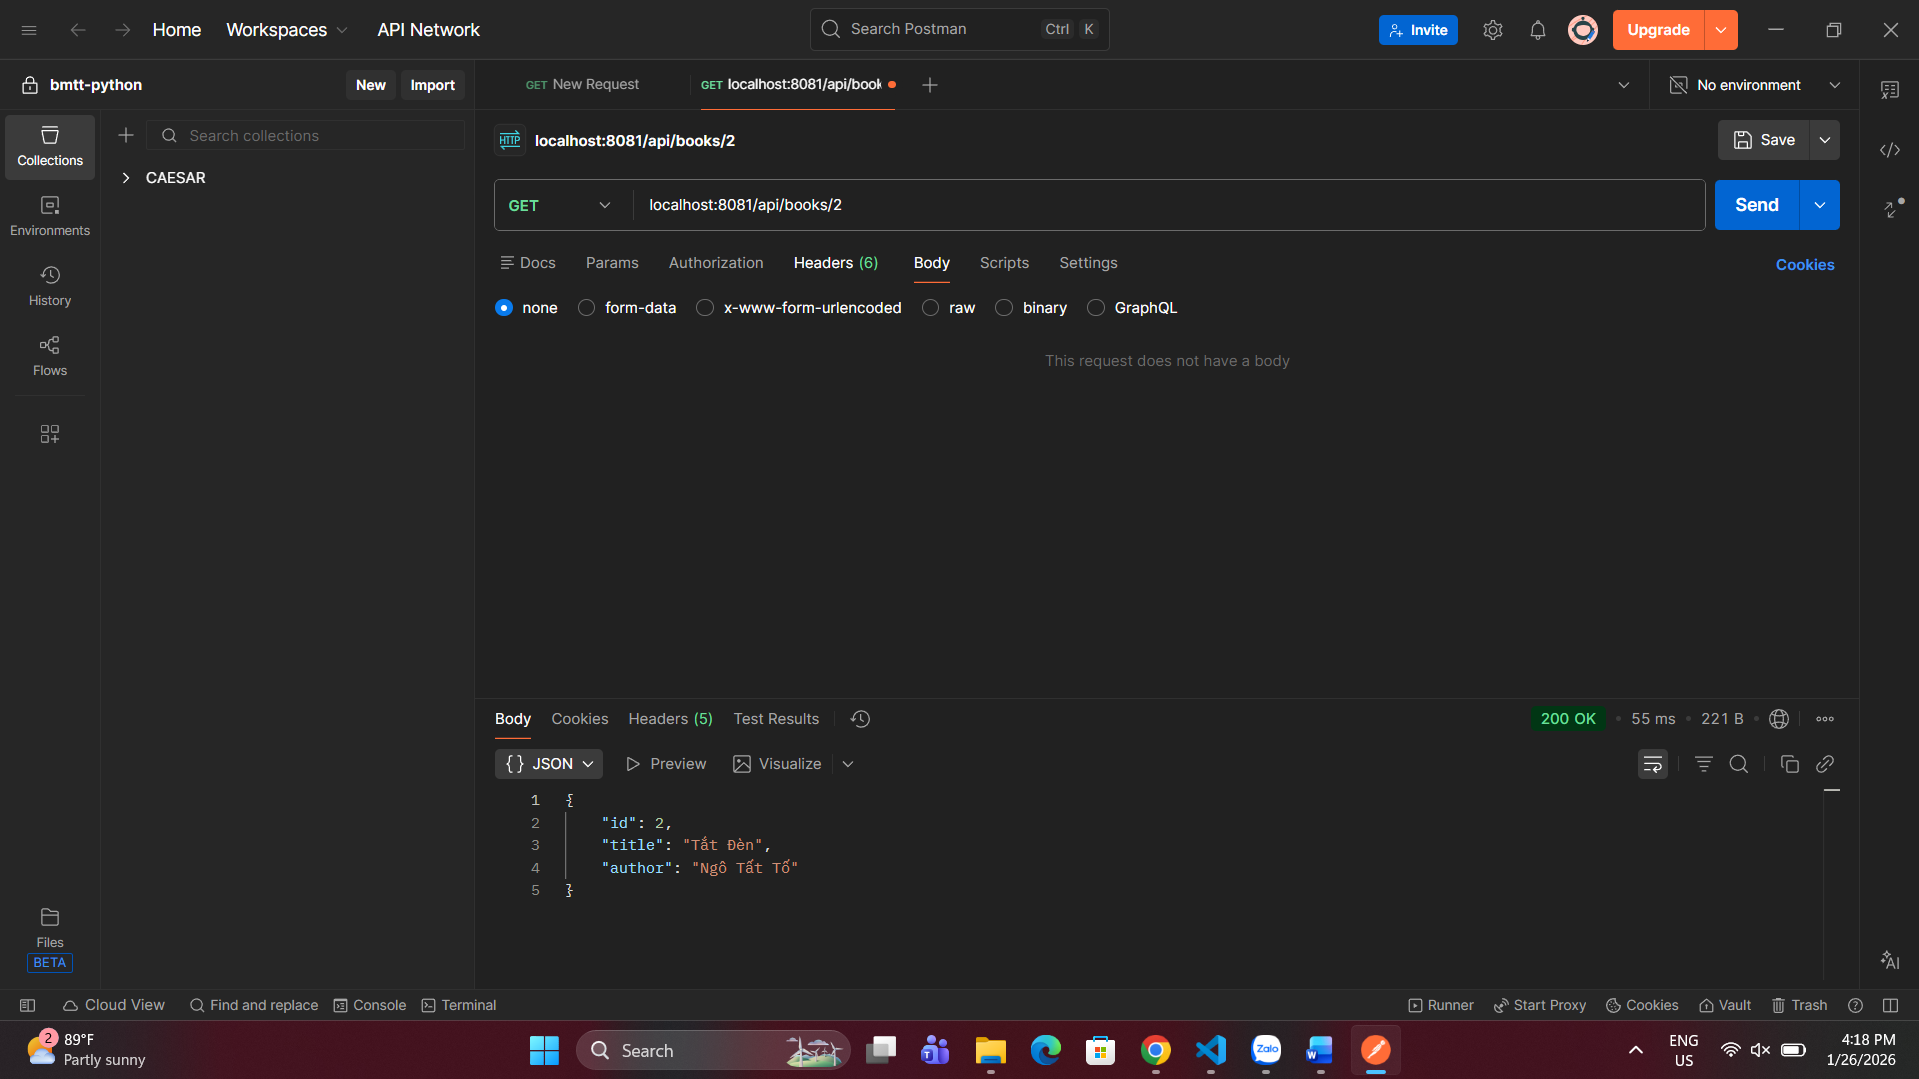 Home Workspaces API Network Search Postman Ctrl K Invite Upgrade
bmtt-python New Import GET New Request GET localhost:8081/api/book No environment
Collections
Search collections
CAESAR
Environments
History
Flows
Files
BETA
HTTP localhost:8081/api/books/2 Save
GET localhost:8081/api/books/2 Send
Docs Params Authorization Headers (6) Body Scripts Settings Cookies
none form-data x-www-form-urlencoded raw binary GraphQL
This request does not have a body
Body Cookies Headers (5) Test Results 200 OK • 55 ms • 221 B •
{} JSON Preview Visualize
1 {
2 "id": 2,
3 "title": "Tắt Đèn",
4 "author": "Ngô Tất Tố"
5 }
AI
Cloud View Find and replace Console Terminal Runner Start Proxy Cookies Vault Trash
2 89°F
Partly sunny
Search
T
Zalo
W
ENG
US
4:18 PM
1/26/2026